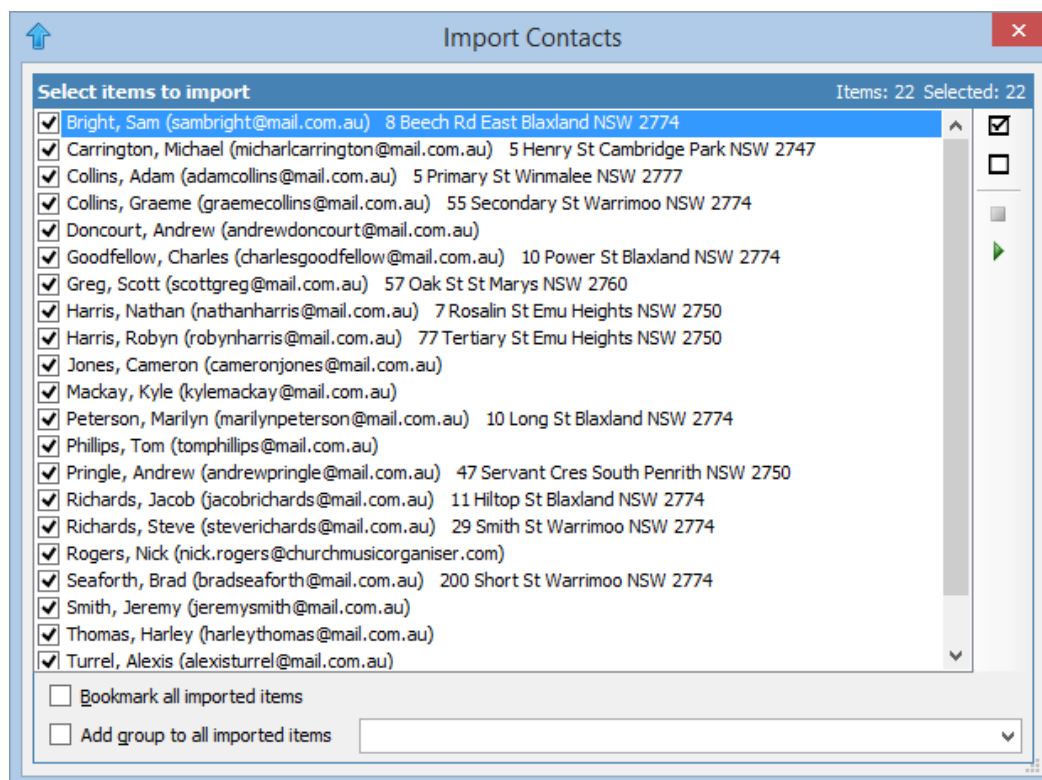 Import Contacts
Select items to import Items: 22 Selected: 22
Bright, Sam (sambright@mail.com.au) 8 Beech Rd East Blaxland NSW 2774
Carrington, Michael (micharlcarrington@mail.com.au) 5 Henry St Cambridge Park NSW 2747
Collins, Adam (adamcollins@mail.com.au) 5 Primary St Winmalee NSW 2777
Collins, Graeme (graemecollins@mail.com.au) 55 Secondary St Warrimoo NSW 2774
Doncourt, Andrew (andrewdoncourt@mail.com.au)
Goodfellow, Charles (charlesgoodfellow@mail.com.au) 10 Power St Blaxland NSW 2774
Greg, Scott (scottgreg@mail.com.au) 57 Oak St St Marys NSW 2760
Harris, Nathan (nathanharris@mail.com.au) 7 Rosalin St Emu Heights NSW 2750
Harris, Robyn (robynharris@mail.com.au) 77 Tertiary St Emu Heights NSW 2750
Jones, Cameron (cameronjones@mail.com.au)
Mackay, Kyle (kylemackay@mail.com.au)
Peterson, Marilyn (marilynpeterson@mail.com.au) 10 Long St Blaxland NSW 2774
Phillips, Tom (tomphillips@mail.com.au)
Pringle, Andrew (andrewpringle@mail.com.au) 47 Servant Cres South Penrith NSW 2750
Richards, Jacob (jacobrichards@mail.com.au) 11 Hiltop St Blaxland NSW 2774
Richards, Steve (steverichards@mail.com.au) 29 Smith St Warrimoo NSW 2774
Rogers, Nick (nick.rogers@churchmusicorganiser.com)
Seaforth, Brad (bradseaforth@mail.com.au) 200 Short St Warrimoo NSW 2774
Smith, Jeremy (jeremysmith@mail.com.au)
Thomas, Harley (harleythomas@mail.com.au)
Turrel, Alexis (alexisturrel@mail.com.au)
Bookmark all imported items
Add group to all imported items